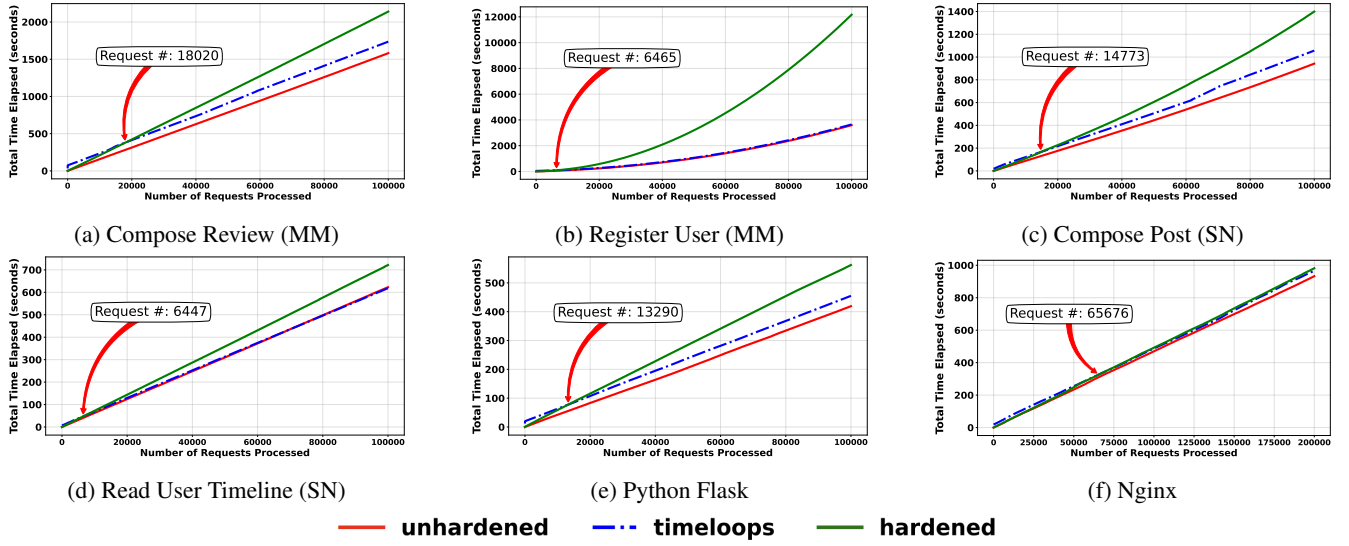 Total Time Elapsed (seconds)
2000
1500
1000
500
0
Request #: 18020
0 20000 40000 60000 80000 100000
Number of Requests Processed
(a) Compose Review (MM)
Total Time Elapsed (seconds)
12000
10000
8000
6000
4000
2000
0
Request #: 6465
0 20000 40000 60000 80000 100000
Number of Requests Processed
(b) Register User (MM)
Total Time Elapsed (seconds)
1400
1200
1000
800
600
400
200
0
Request #: 14773
0 20000 40000 60000 80000 100000
Number of Requests Processed
(c) Compose Post (SN)
Total Time Elapsed (seconds)
700
600
500
400
300
200
100
0
Request #: 6447
0 20000 40000 60000 80000 100000
Number of Requests Processed
(d) Read User Timeline (SN)
Total Time Elapsed (seconds)
500
400
300
200
100
0
Request #: 13290
0 20000 40000 60000 80000 100000
Number of Requests Processed
(e) Python Flask
Total Time Elapsed (seconds)
1000
800
600
400
200
0
Request #: 65676
0 25000 50000 75000 100000 125000 150000 175000 200000
Number of Requests Processed
(f) Nginx
unhardened timeloops hardened